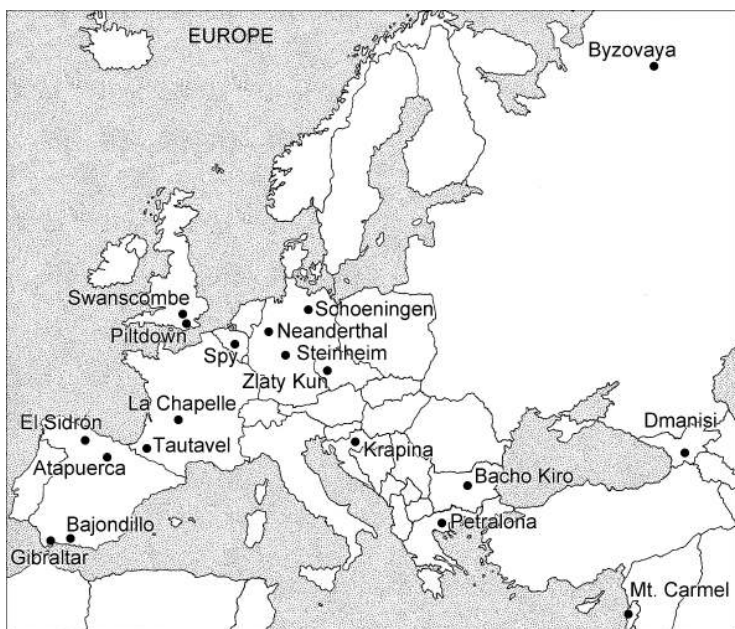 EUROPE
Byzovaya
Swanscombe
Piltdown
Schoeningen
Neanderthal
Spy
Steinheim
Zlaty Kun
La Chapelle
El Sidrón
Tautavel
Atapuerca
Krapina
Dmanisi
Bacho Kiro
Petralona
Bajondillo
Gibraltar
Mt. Carmel